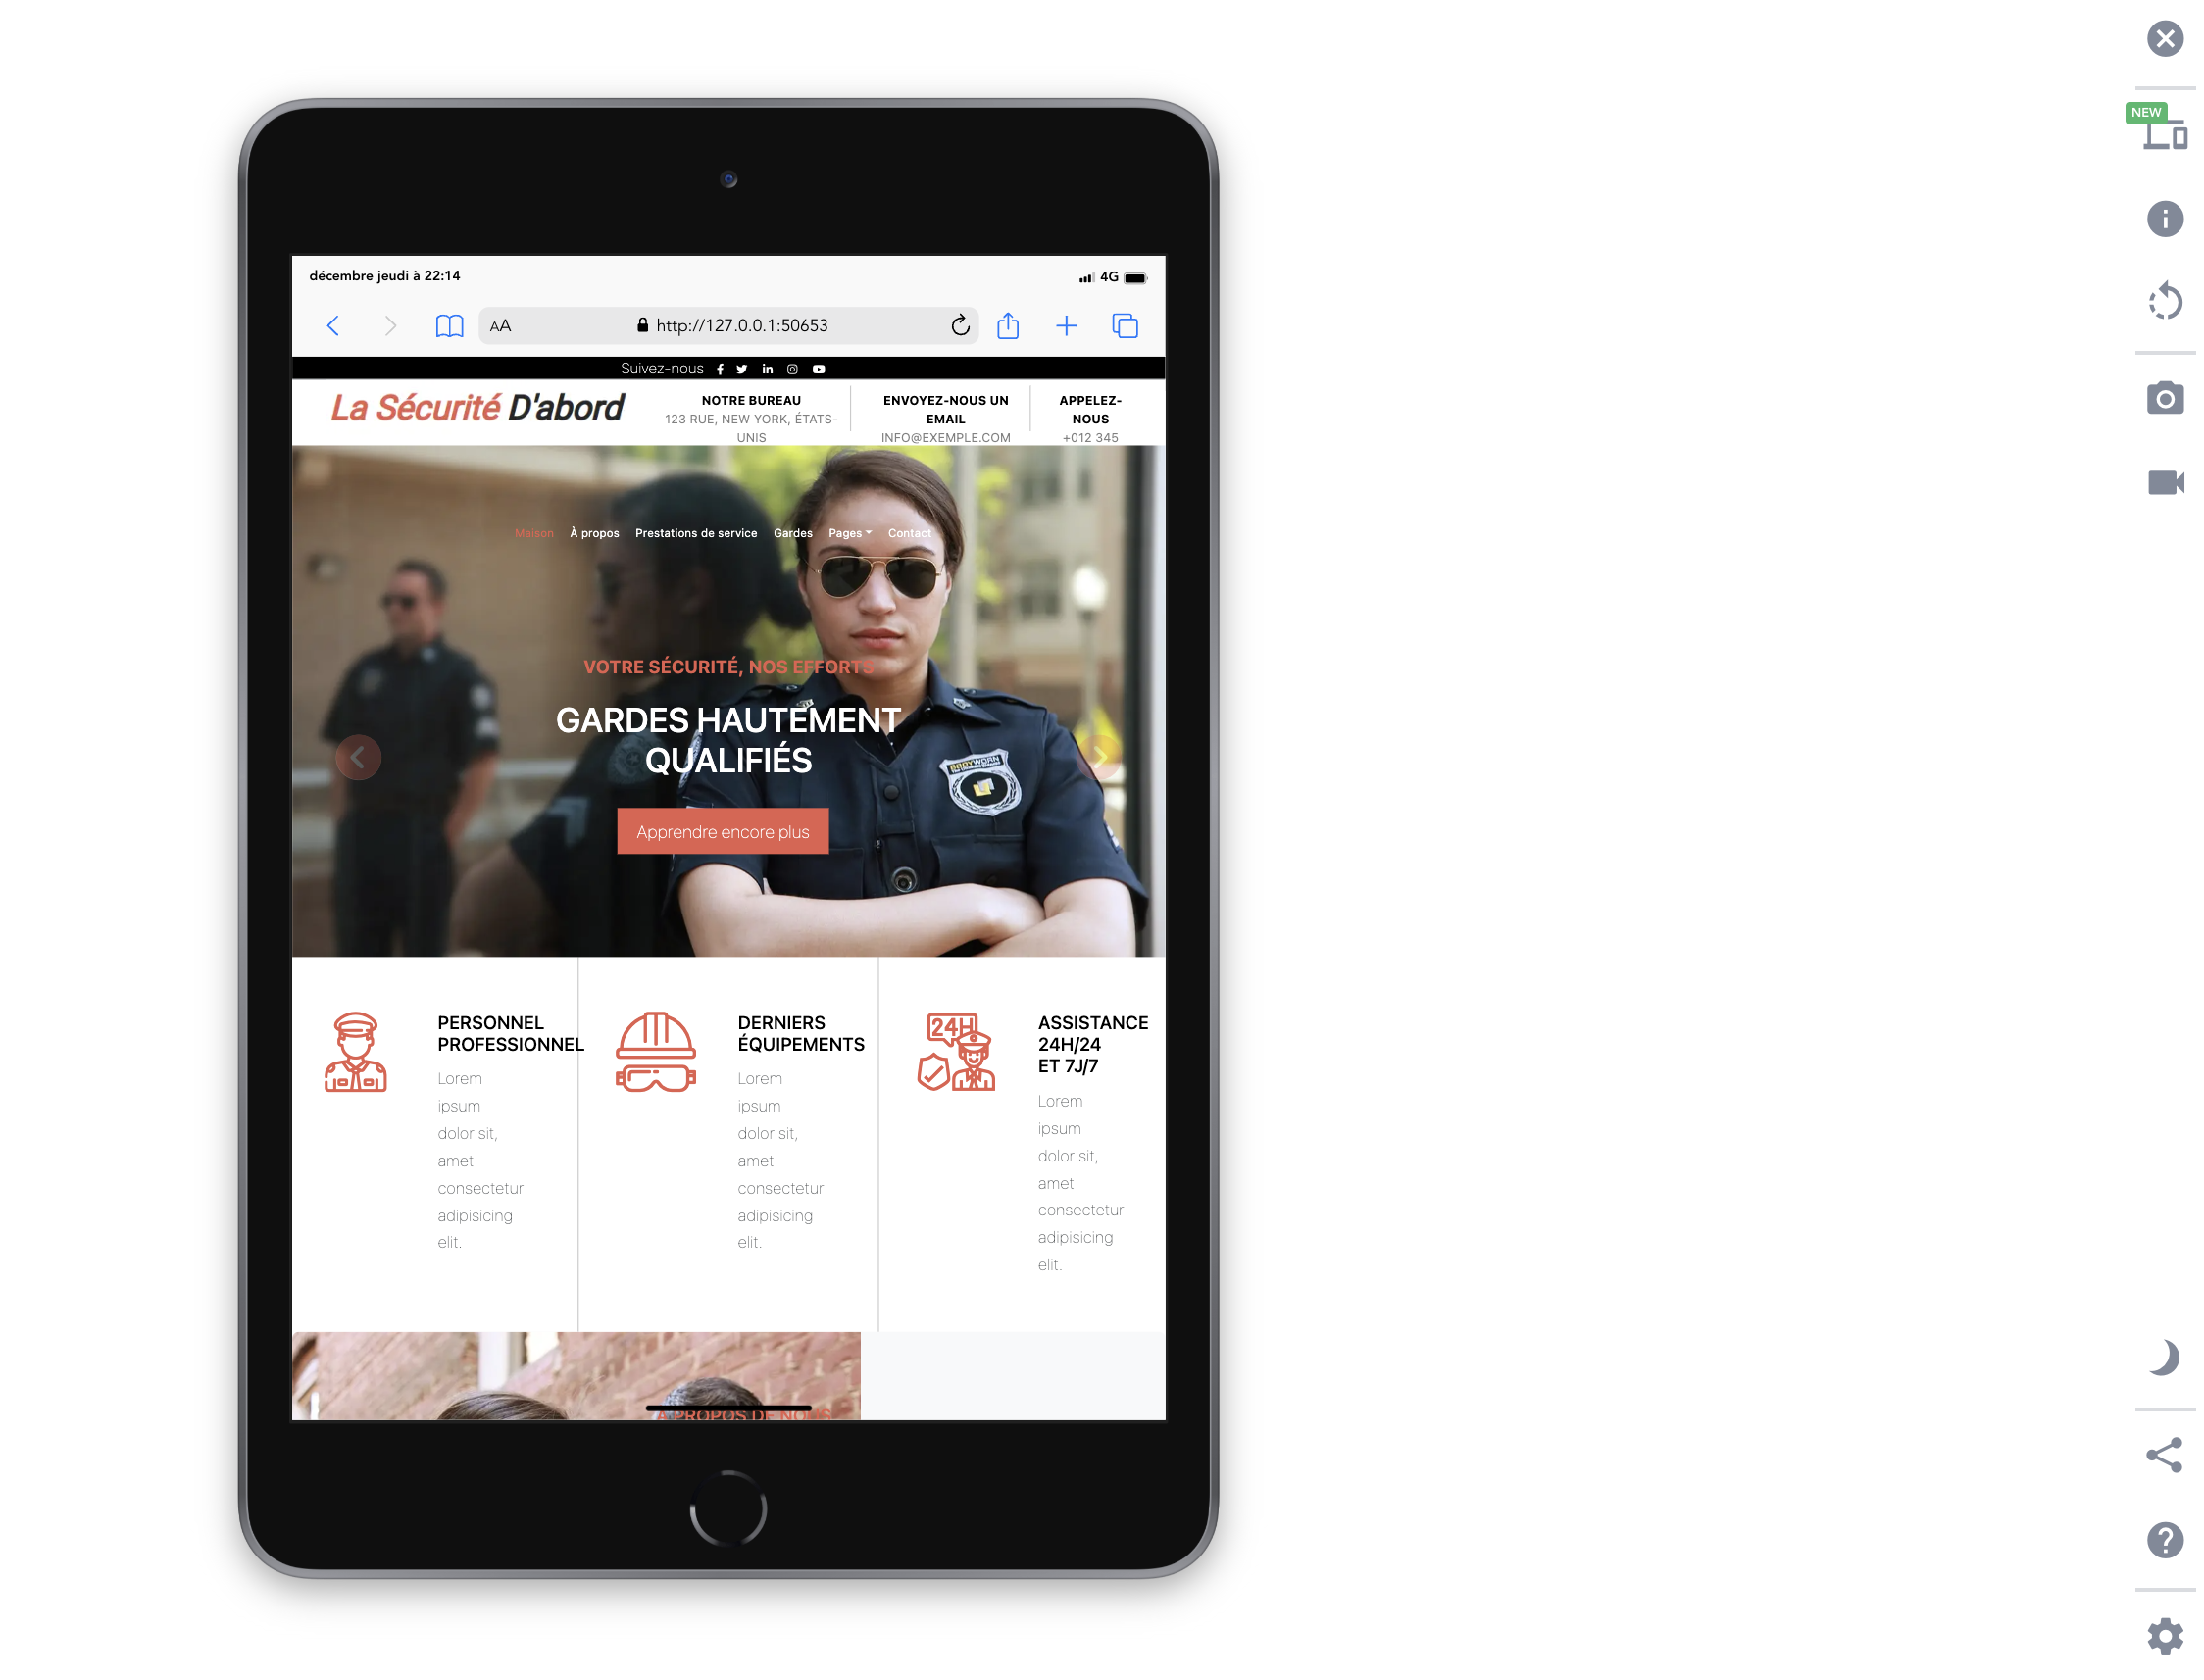 NEW
décembre jeudi à 22:14
4G
AA
http://127.0.0.1:50653
Suivez-nous
La Sécurité D'abord
NOTRE BUREAU
123 RUE, NEW YORK, ÉTATS-
UNIS
ENVOYEZ-NOUS UN
EMAIL
INFO@EXEMPLE.COM
APPELEZ-
NOUS
+012 345
Maison À propos Prestations de service Gardes Pages Contact
VOTRE SÉCURITÉ, NOS EFFORTS
GARDES HAUTEMENT
QUALIFIÉS
BODYWORN
Apprendre encore plus
PERSONNEL
PROFESSIONNEL
Lorem
ipsum
dolor sit,
amet
consectetur
adipisicing
elit.
DERNIERS
ÉQUIPEMENTS
Lorem
ipsum
dolor sit,
amet
consectetur
adipisicing
elit.
24H
ASSISTANCE
24H/24
ET 7J/7
Lorem
ipsum
dolor sit,
amet
consectetur
adipisicing
elit.
À PROPOS DE NOUS